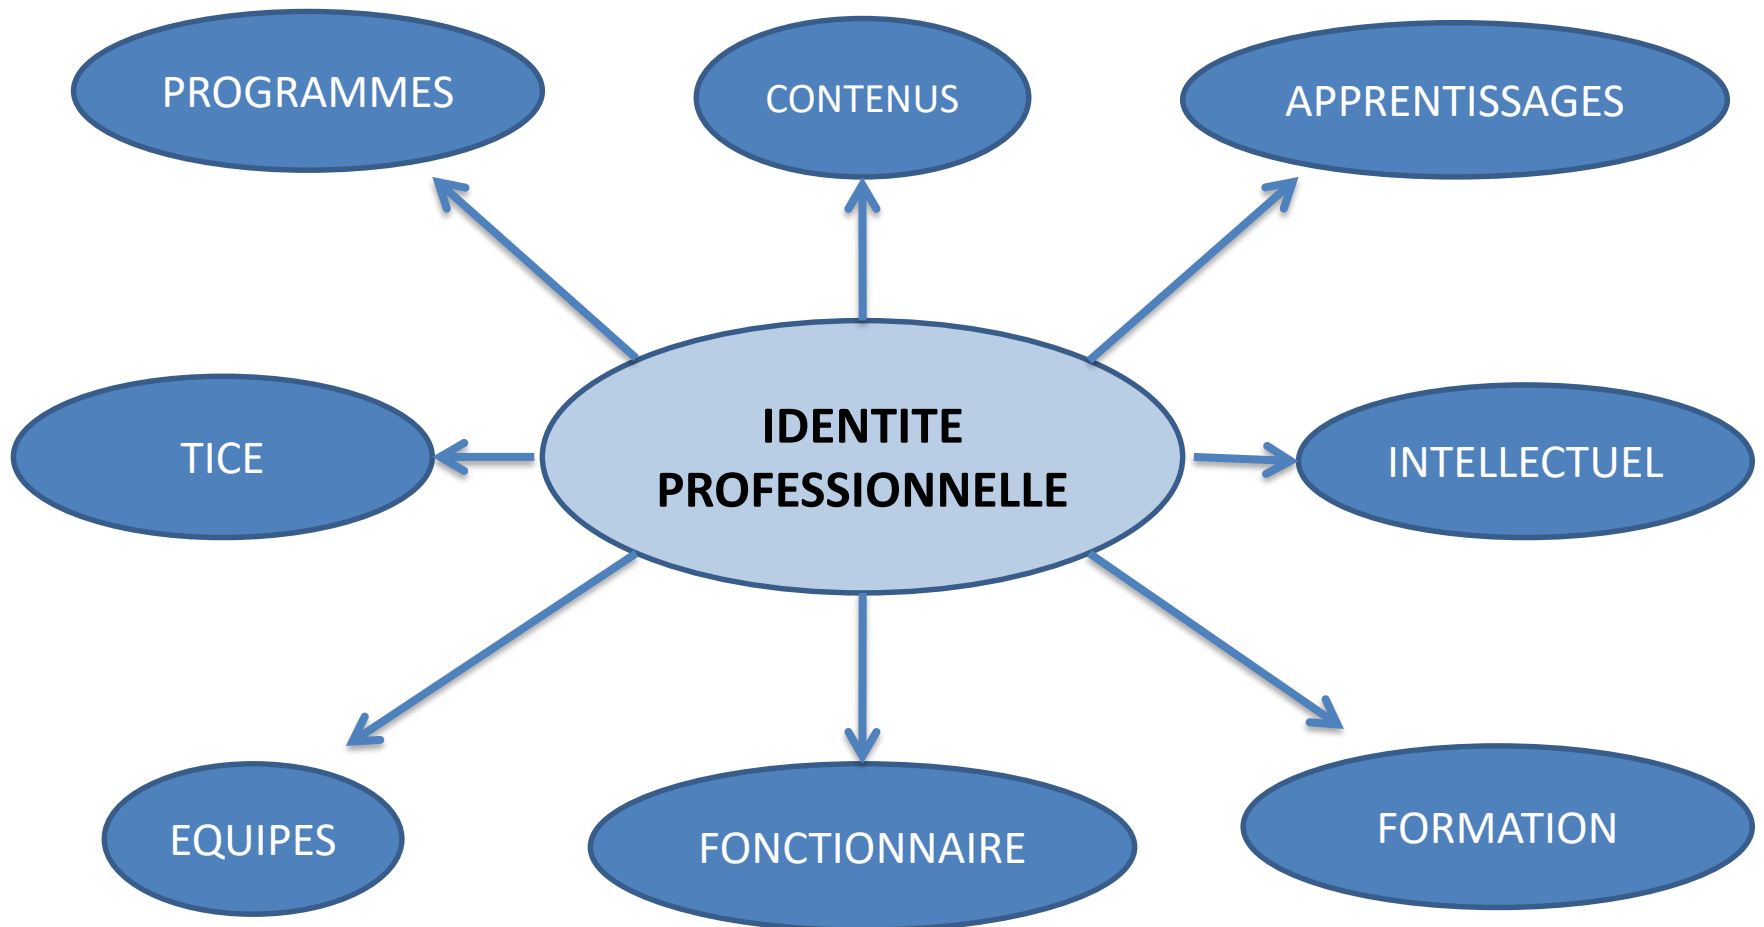 PROGRAMMES
CONTENUS
APPRENTISSAGES
TICE
IDENTITE
PROFESSIONNELLE
INTELLECTUEL
EQUIPES
FONCTIONNAIRE
FORMATION